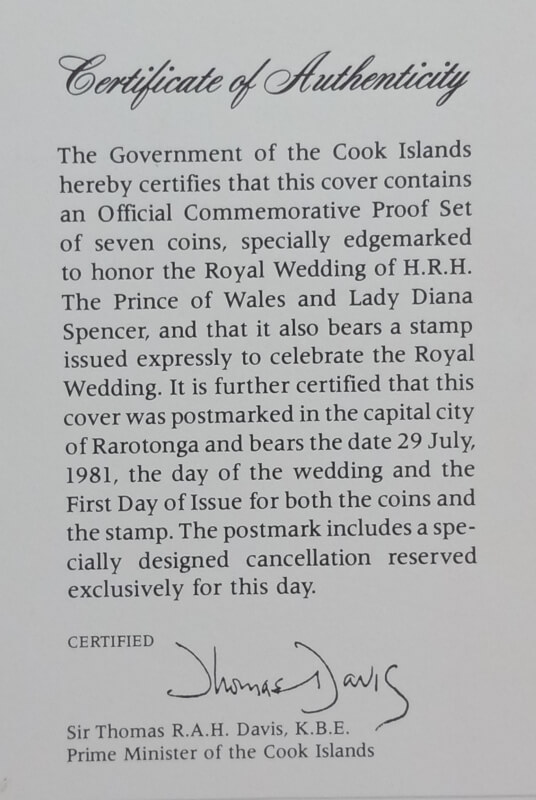 Certificate of Authenticity
The Government of the Cook Islands
hereby certifies that this cover contains
an Official Commemorative Proof Set
of seven coins, specially edgemarked
to honor the Royal Wedding of H.R.H.
The Prince of Wales and Lady Diana
Spencer, and that it also bears a stamp
issued expressly to celebrate the Royal
Wedding. It is further certified that this
cover was postmarked in the capital city
of Rarotonga and bears the date 29 July,
1981, the day of the wedding and the
First Day of Issue for both the coins and
the stamp. The postmark includes a spe-
cially designed cancellation reserved
exclusively for this day.
CERTIFIED
Thomas Davis
Sir Thomas R.A.H. Davis, K.B.E.
Prime Minister of the Cook Islands